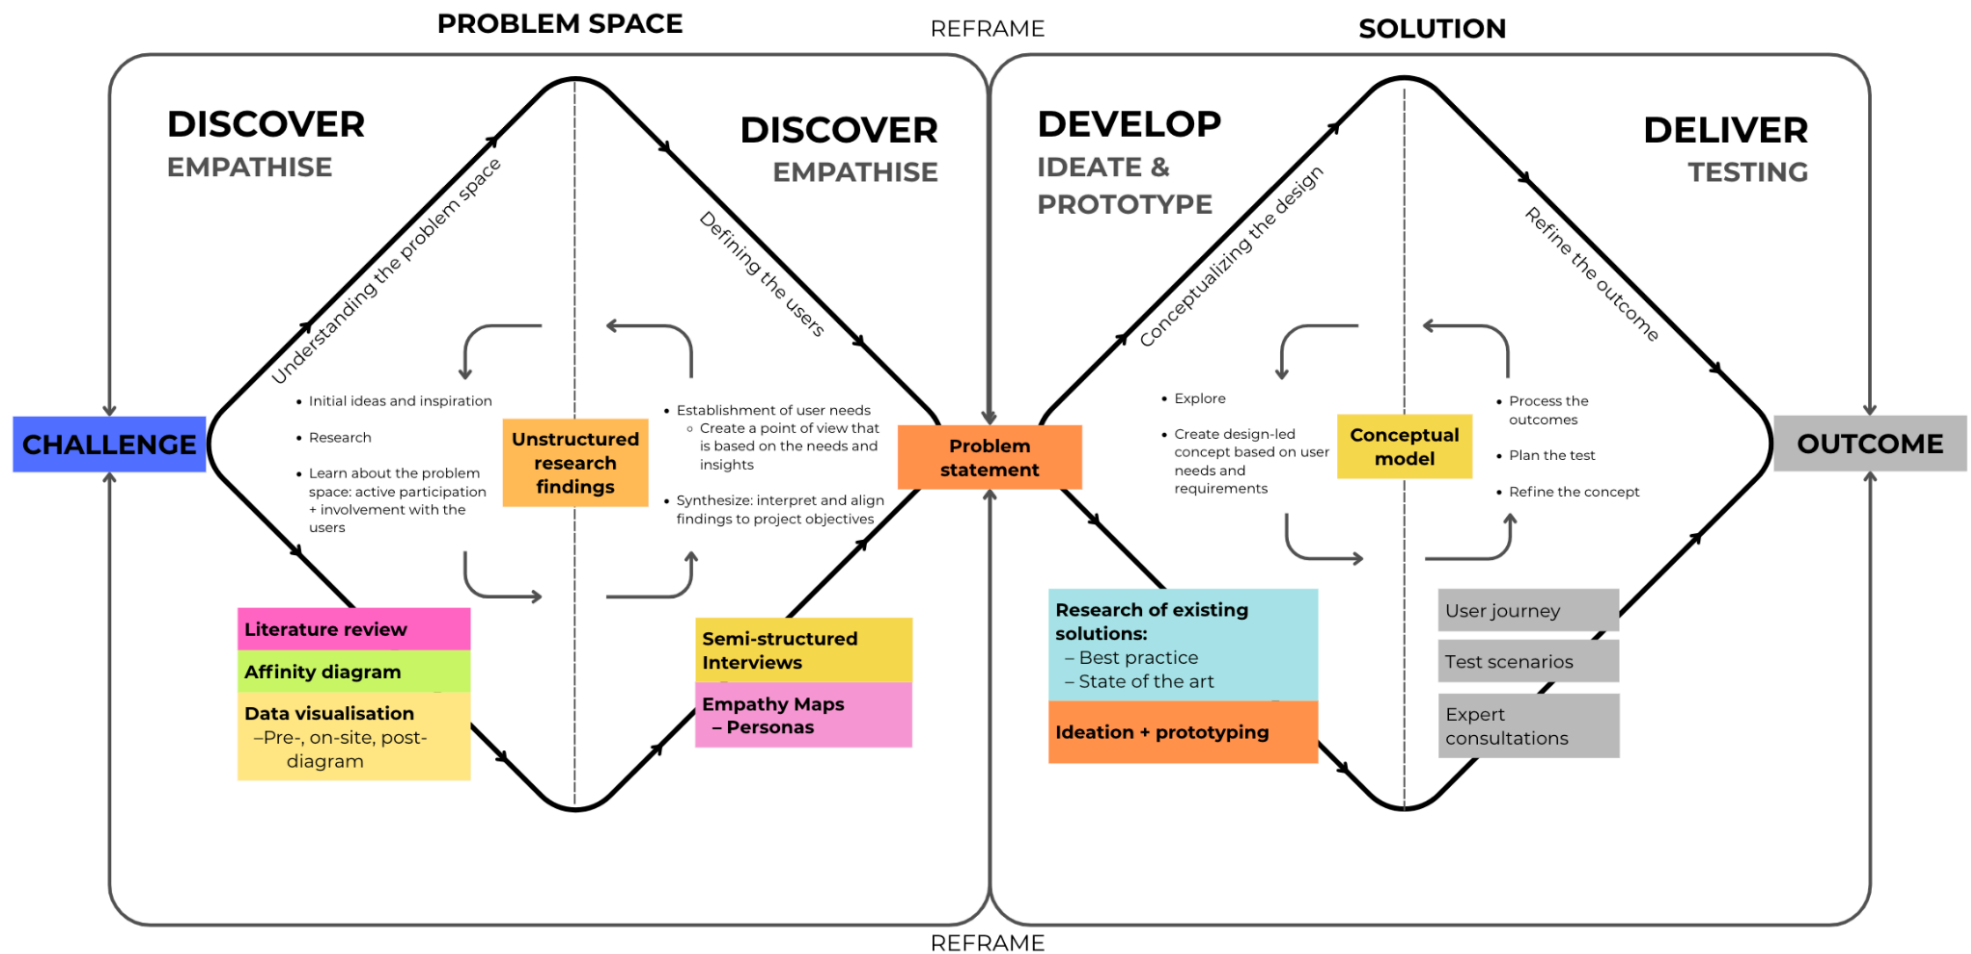 PROBLEM SPACE
REFRAME
SOLUTION
DISCOVER
EMPATHISE
DISCOVER
EMPATHISE
DEVELOP
IDEATE &
PROTOTYPE
DELIVER
TESTING
Understanding the problem space
Defining the users
Conceptualizing the design
Refine the outcome
CHALLENGE
• Initial ideas and inspiration
• Research
• Learn about the problem
space: active participation
+ involvement with the
users
Unstructured
research
findings
• Establishment of user needs
○ Create a point of view that
is based on the needs and
insights
• Synthesize: interpret and align
findings to project objectives
Problem
statement
• Explore
• Create design-led
concept based on user
needs and
requirements
Conceptual
model
• Process the
outcomes
• Plan the test
• Refine the concept
OUTCOME
Literature review
Affinity diagram
Data visualisation
–Pre-, on-site, post-
diagram
Semi-structured
Interviews
Empathy Maps
– Personas
Research of existing
solutions:
– Best practice
– State of the art
Ideation + prototyping
User journey
Test scenarios
Expert
consultations
REFRAME